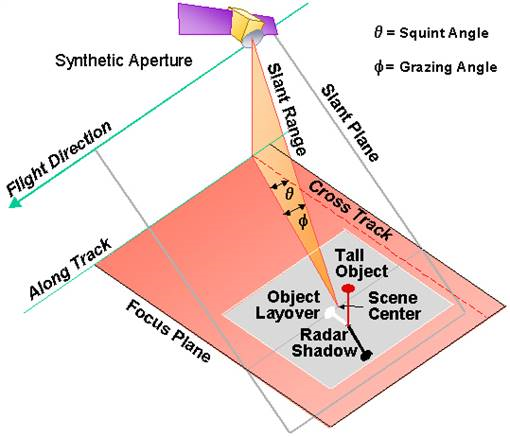 θ = Squint Angle
Synthetic Aperture
ϕ = Grazing Angle
Slant Range
Slant Plane
Flight Direction
Cross Track
θ
ϕ
Along Track
Tall
Object
Object
Layover
Scene
Center
Focus Plane
Radar
Shadow